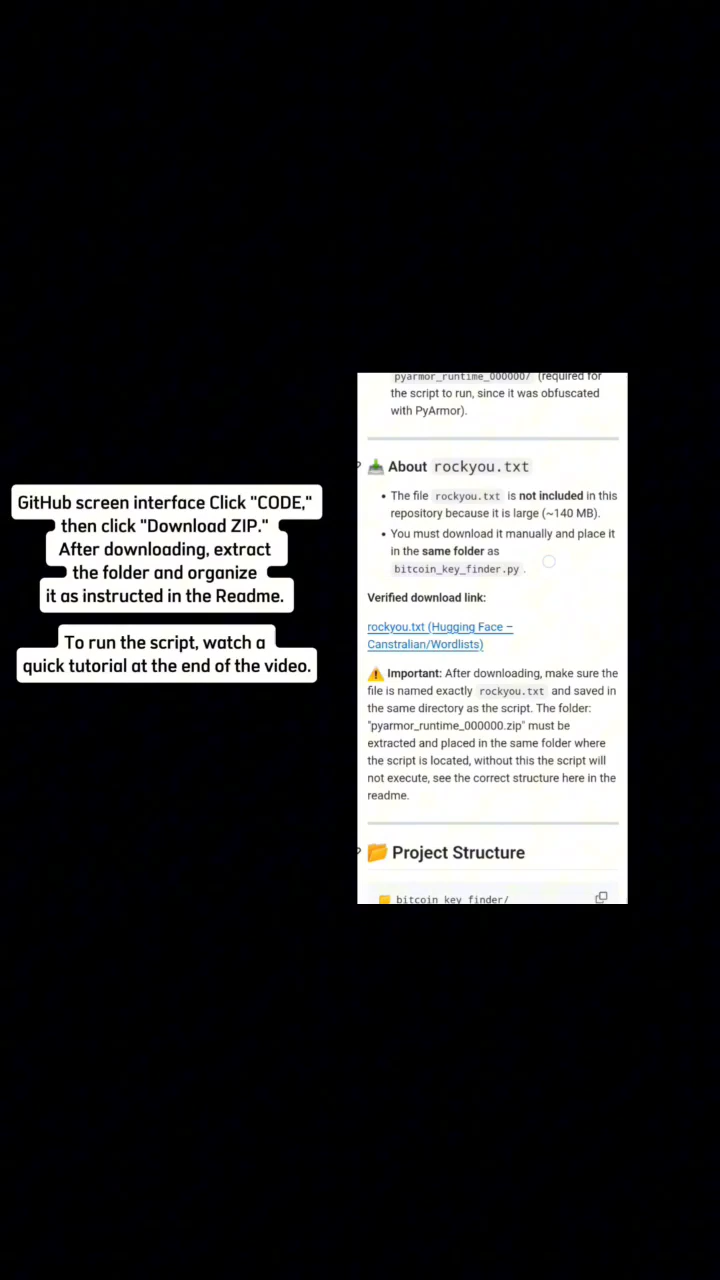 GitHub screen interface Click "CODE,"
then click "Download ZIP."
After downloading, extract
the folder and organize
it as instructed in the Readme.
To run the script, watch a
quick tutorial at the end of the video.
pyarmor_runtime_000000/ (required for
the script to run, since it was obfuscated
with PyArmor).
📥 About rockyou.txt
• The file rockyou.txt is not included in this
repository because it is large (~140 MB).
• You must download it manually and place it
in the same folder as
bitcoin_key_finder.py .
Verified download link:
rockyou.txt (Hugging Face –
Canstralian/Wordlists)
⚠️ Important: After downloading, make sure the
file is named exactly rockyou.txt and saved in
the same directory as the script. The folder:
"pyarmor_runtime_000000.zip" must be
extracted and placed in the same folder where
the script is located, without this the script will
not execute, see the correct structure here in the
readme.
📂 Project Structure
📁 bitcoin_key_finder/